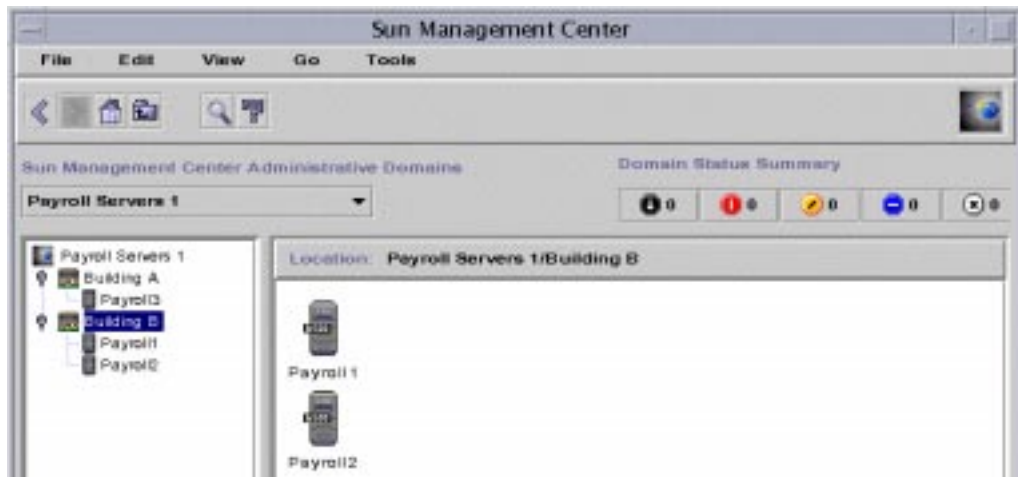 Sun Management Center
File Edit View Go Tools
Sun Management Center Administrative Domains
Domain Status Summary
Payroll Servers 1
0 0 0 0 0
Payroll Servers 1
Building A
Payroll3
Building B
Payroll1
Payroll2
Location: Payroll Servers 1/Building B
Payroll 1
Payroll2